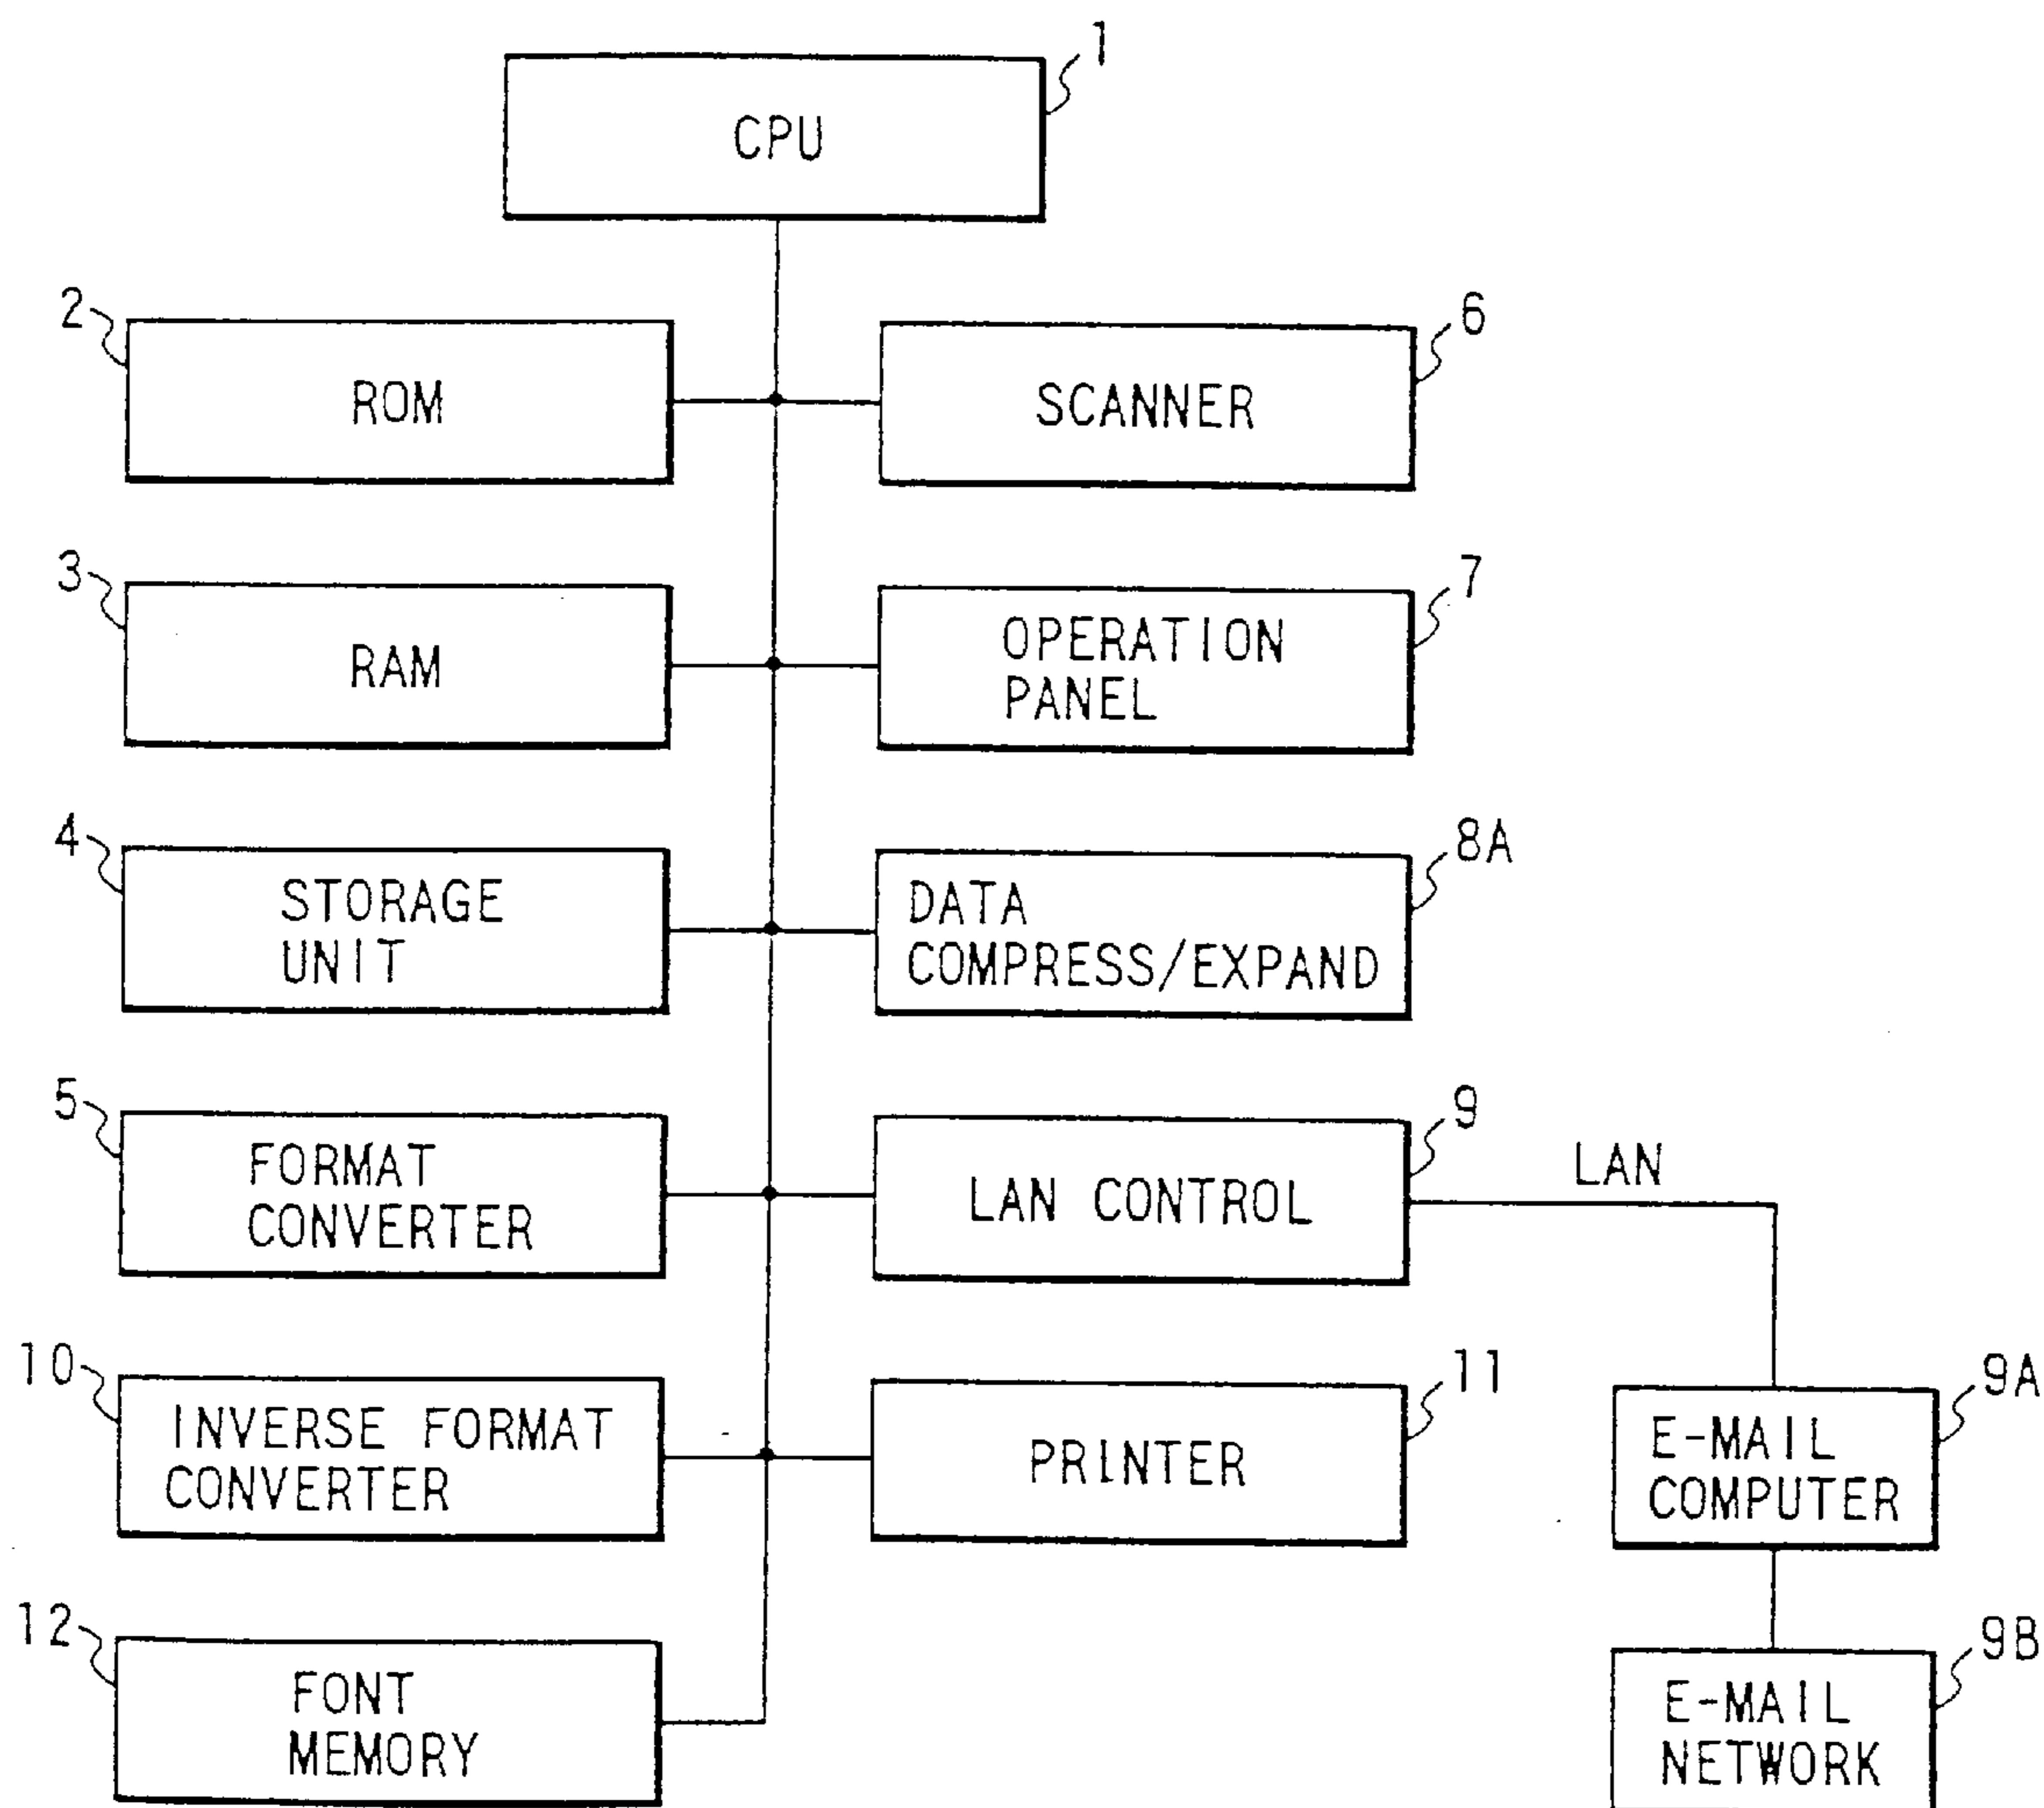 1
CPU
2
ROM
6
SCANNER
3
RAM
7
OPERATION
PANEL
4
STORAGE
UNIT
8A
DATA
COMPRESS/EXPAND
5
FORMAT
CONVERTER
9
LAN CONTROL
LAN
10
INVERSE FORMAT
CONVERTER
11
PRINTER
9A
E-MAIL
COMPUTER
12
FONT
MEMORY
9B
E-MAIL
NETWORK